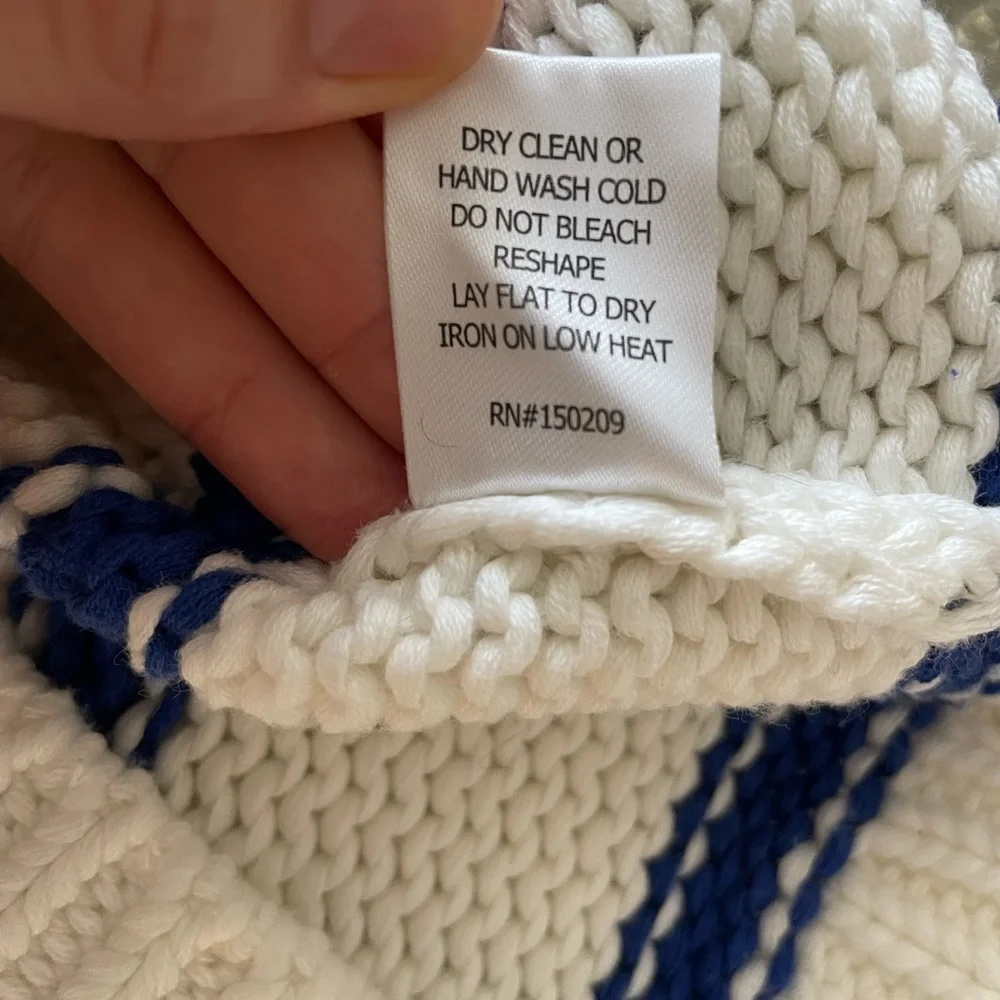 DRY CLEAN OR
HAND WASH COLD
DO NOT BLEACH
RESHAPE
LAY FLAT TO DRY
IRON ON LOW HEAT
RN#150209